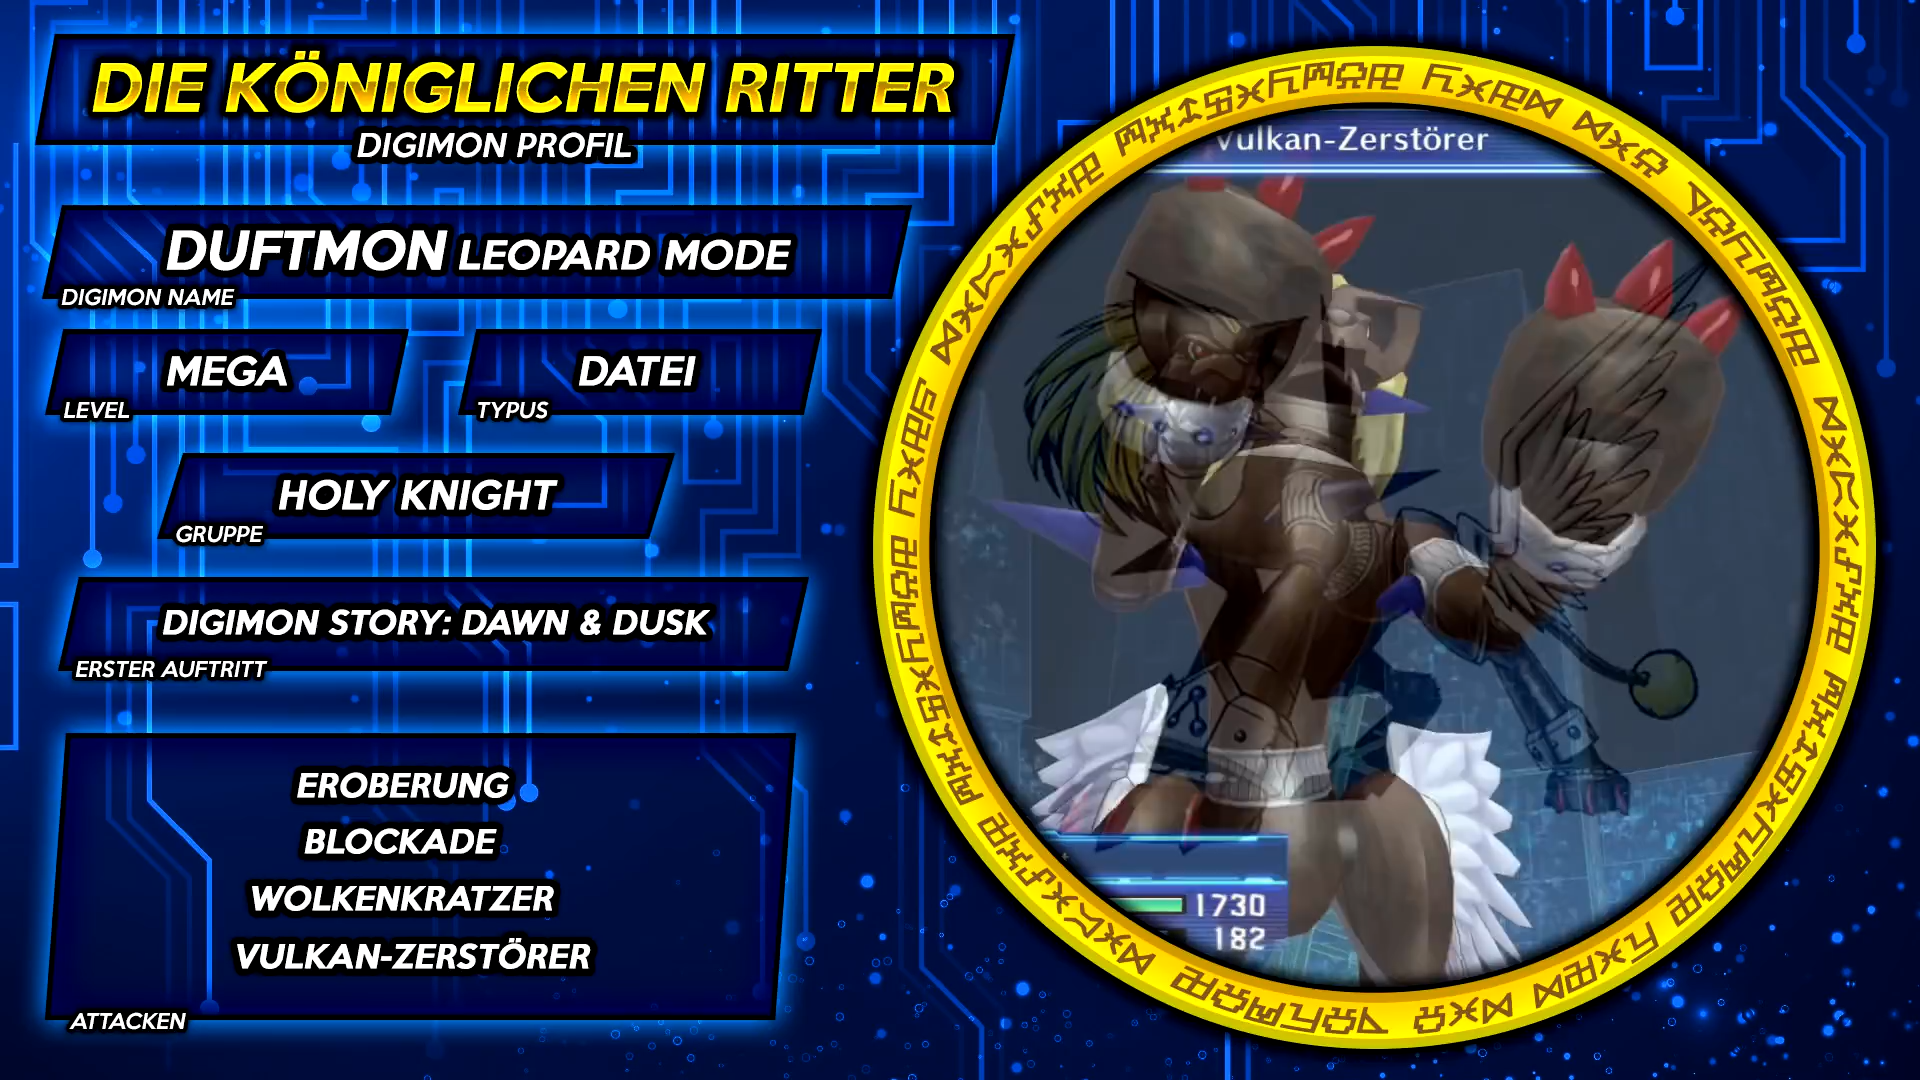 DIE KÖNIGLICHEN RITTER
DIGIMON PROFIL
DUFTMON LEOPARD MODE
DIGIMON NAME
MEGA
LEVEL
DATEI
TYPUS
HOLY KNIGHT
GRUPPE
DIGIMON STORY: DAWN & DUSK
ERSTER AUFTRITT
EROBERUNG
BLOCKADE
WOLKENKRATZER
VULKAN-ZERSTÖRER
ATTACKEN
Vulkan-Zerstörer
1730
182